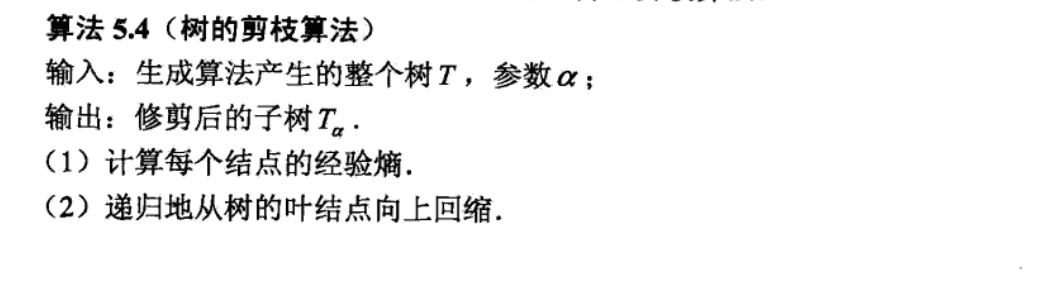 算法 5.4（树的剪枝算法）
输入：生成算法产生的整个树 T，参数 α；
输出：修剪后的子树 Tα．
（1）计算每个结点的经验熵．
（2）递归地从树的叶结点向上回缩．